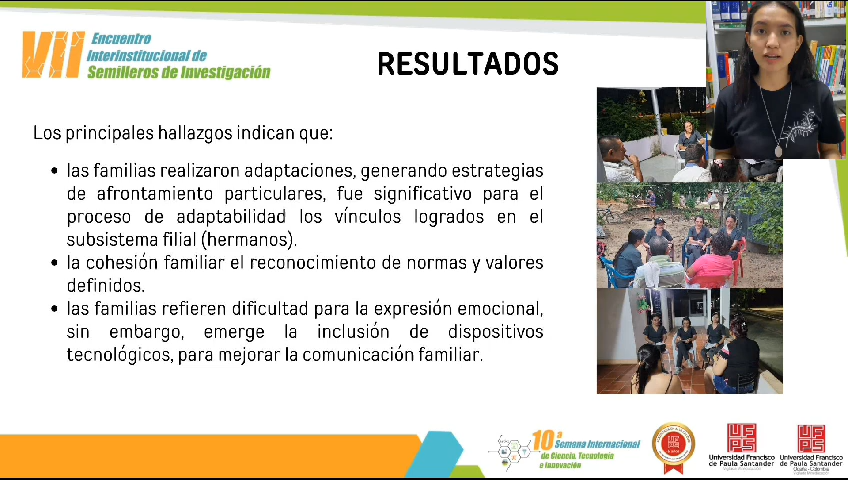 VII
Encuentro
Interinstitucional de
Semilleros de Investigación
RESULTADOS
Los principales hallazgos indican que:
• las familias realizaron adaptaciones, generando estrategias
de afrontamiento particulares, fue significativo para el
proceso de adaptabilidad los vínculos logrados en el
subsistema filial (hermanos).
• la cohesión familiar el reconocimiento de normas y valores
definidos.
• las familias refieren dificultad para la expresión emocional,
sin embargo, emerge la inclusión de dispositivos
tecnológicos, para mejorar la comunicación familiar.
10ª
Semana Internacional
de Ciencia, Tecnología
e Innovación
UFPS
Universidad Francisco
de Paula Santander
UFPS
Universidad Francisco
de Paula Santander
Ocaña - Colombia